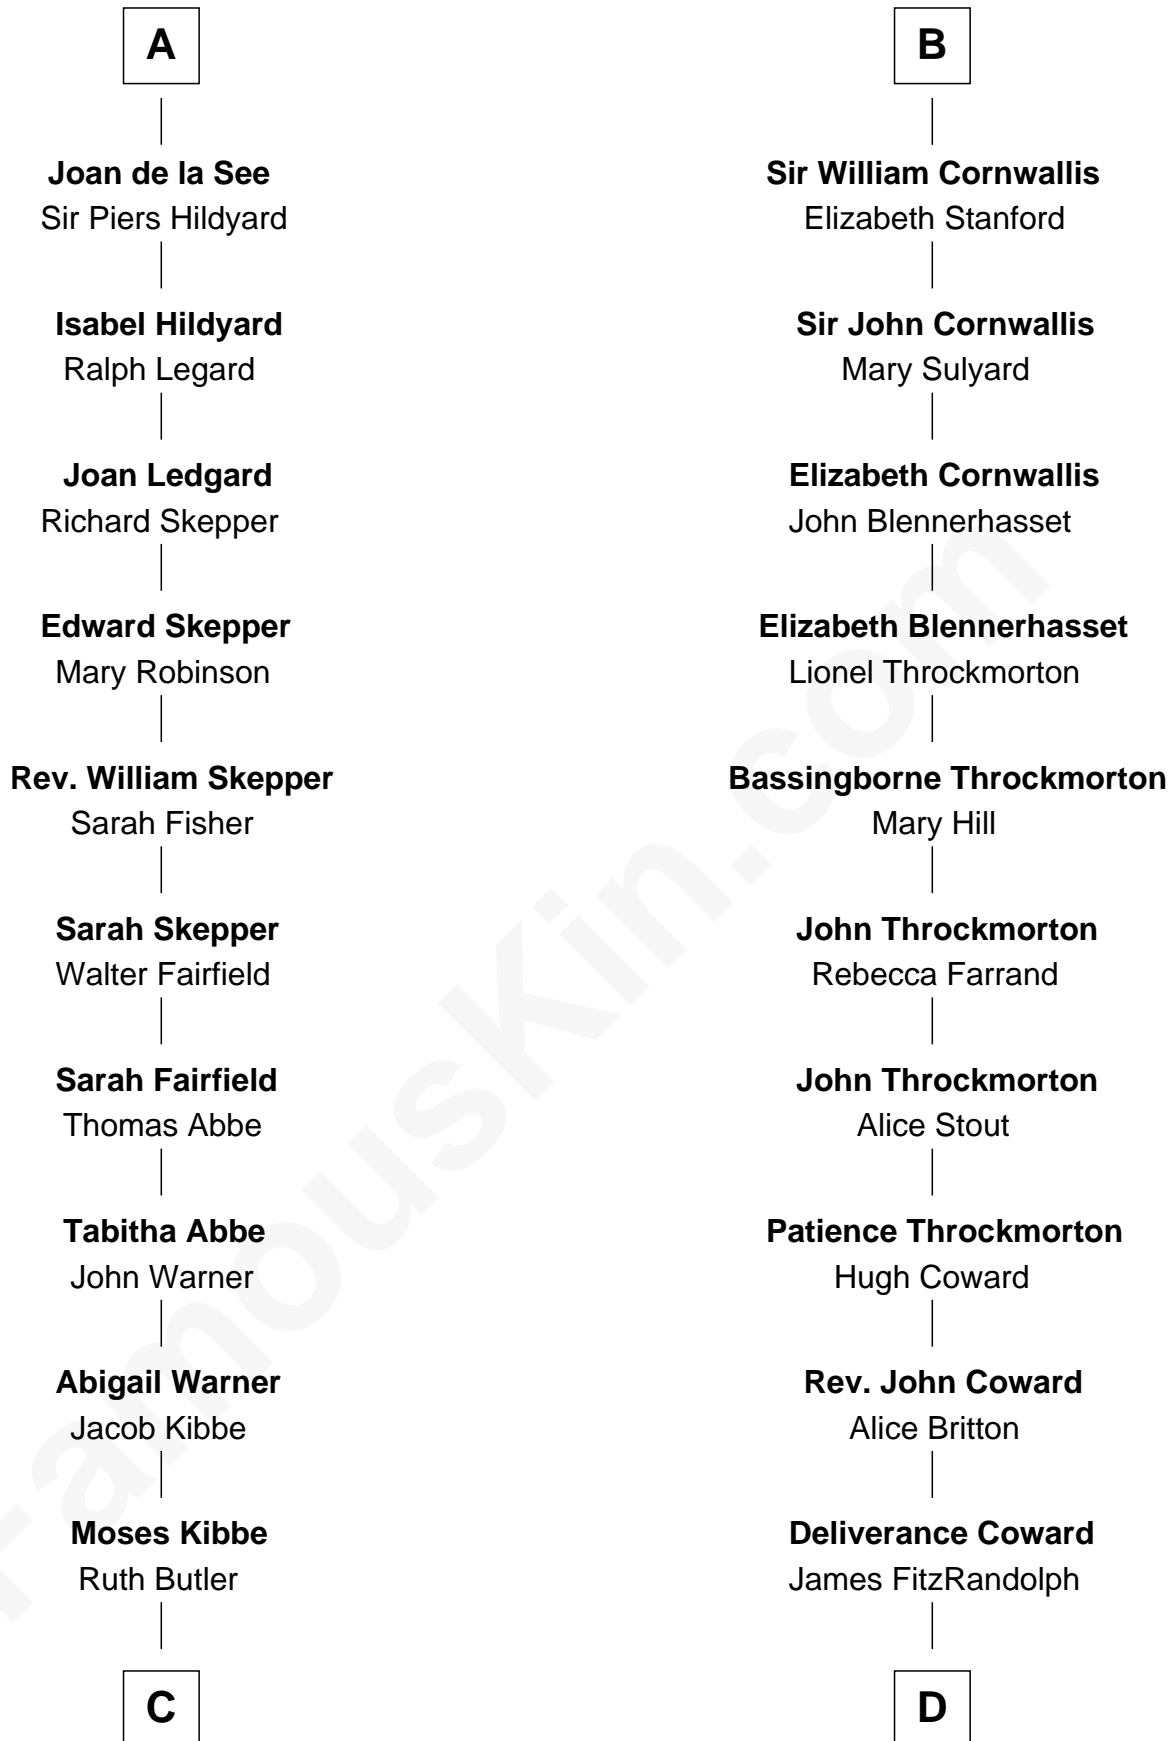 A
Joan de la See
Sir Piers Hildyard
Isabel Hildyard
Ralph Legard
Joan Ledgard
Richard Skepper
Edward Skepper
Mary Robinson
Rev. William Skepper
Sarah Fisher
Sarah Skepper
Walter Fairfield
Sarah Fairfield
Thomas Abbe
Tabitha Abbe
John Warner
Abigail Warner
Jacob Kibbe
Moses Kibbe
Ruth Butler
C
B
Sir William Cornwallis
Elizabeth Stanford
Sir John Cornwallis
Mary Sulyard
Elizabeth Cornwallis
John Blennerhasset
Elizabeth Blennerhasset
Lionel Throckmorton
Bassingborne Throckmorton
Mary Hill
John Throckmorton
Rebecca Farrand
John Throckmorton
Alice Stout
Patience Throckmorton
Hugh Coward
Rev. John Coward
Alice Britton
Deliverance Coward
James FitzRandolph
D
FamousKin.com